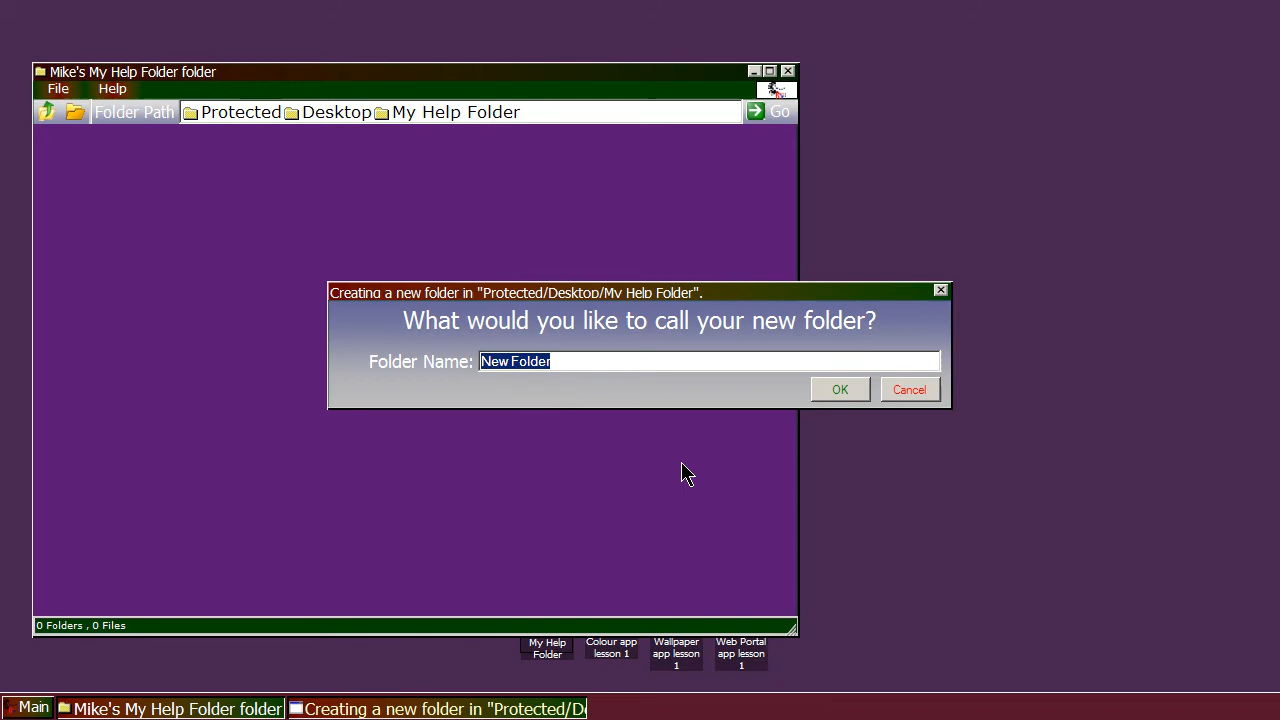 Mike's My Help Folder folder
File Help
Folder Path Protected Desktop My Help Folder Go
Creating a new folder in "Protected/Desktop/My Help Folder".
What would you like to call your new folder?
Folder Name: New Folder
OK Cancel
0 Folders , 0 Files
My Help
Folder
Colour app
lesson 1
Wallpaper
app lesson
1
Web Portal
app lesson
1
Main Mike's My Help Folder folder Creating a new folder in "Protected/De